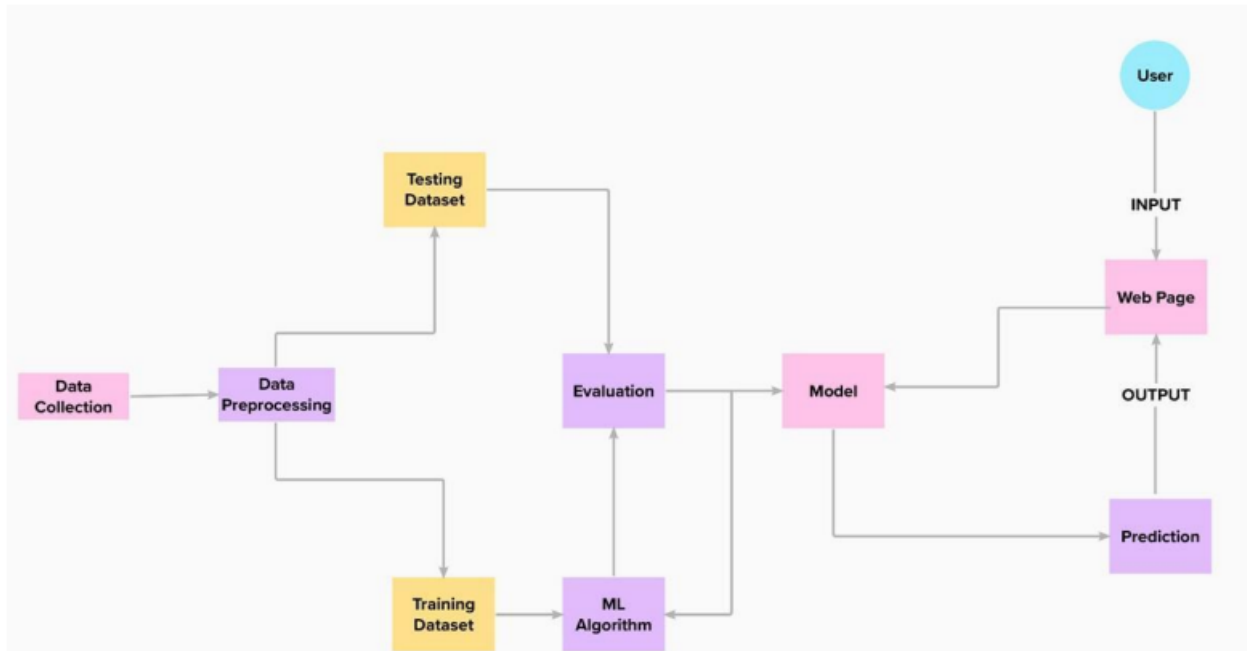 User
Testing
Dataset
INPUT
Web Page
Data
Collection
Data
Preprocessing
Evaluation
Model
OUTPUT
Prediction
Training
Dataset
ML
Algorithm